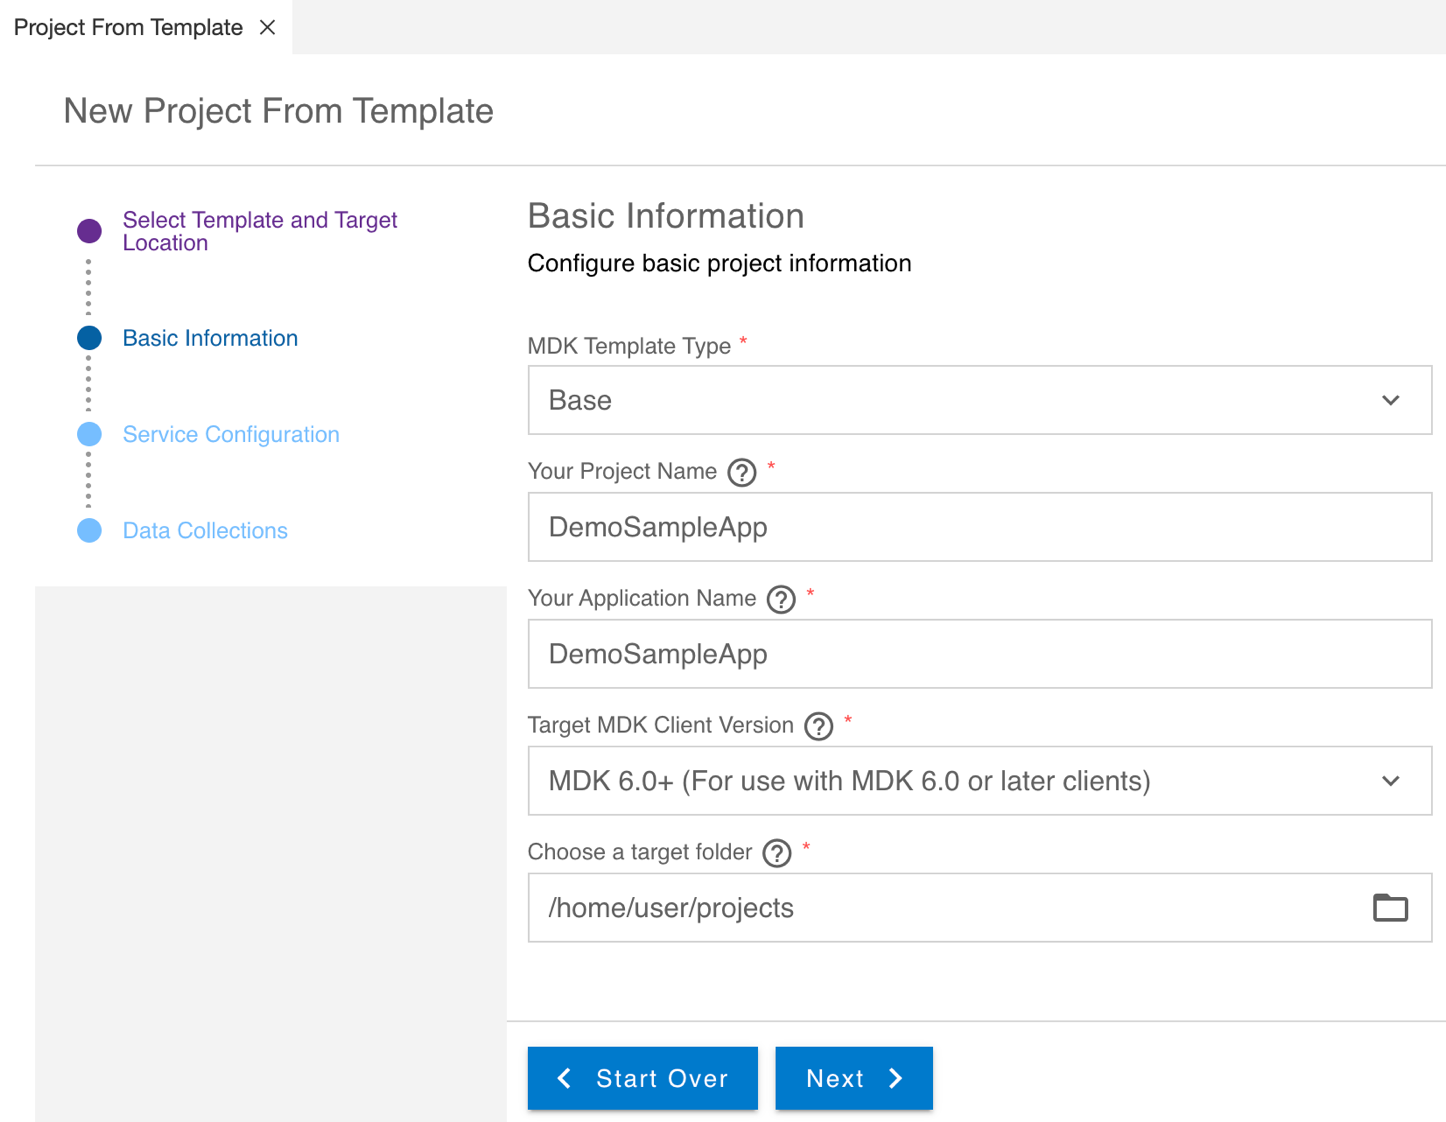 Project From Template
New Project From Template
Select Template and Target
Location
Basic Information
Service Configuration
Data Collections
Basic Information
Configure basic project information
MDK Template Type *
Base
Your Project Name ? *
DemoSampleApp
Your Application Name ? *
DemoSampleApp
Target MDK Client Version ? *
MDK 6.0+ (For use with MDK 6.0 or later clients)
Choose a target folder ? *
/home/user/projects
Start Over
Next